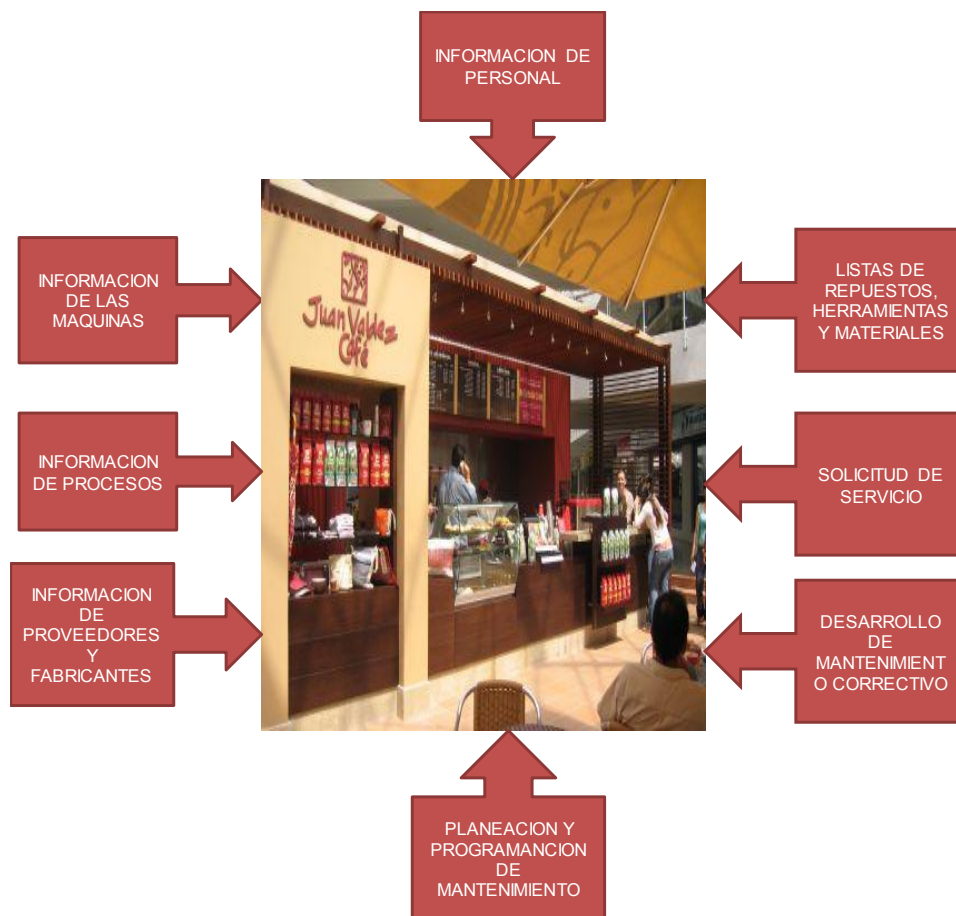 INFORMACION DE
PERSONAL
INFORMACION
DE LAS
MAQUINAS
LISTAS DE
REPUESTOS,
HERRAMIENTAS
Y MATERIALES
Juan Valdez
Café
INFORMACION
DE PROCESOS
SOLICITUD DE
SERVICIO
INFORMACION
DE
PROVEEDORES
Y
FABRICANTES
DESARROLLO
DE
MANTENIMIENT
O CORRECTIVO
PLANEACION Y
PROGRAMANCION
DE
MANTENIMIENTO